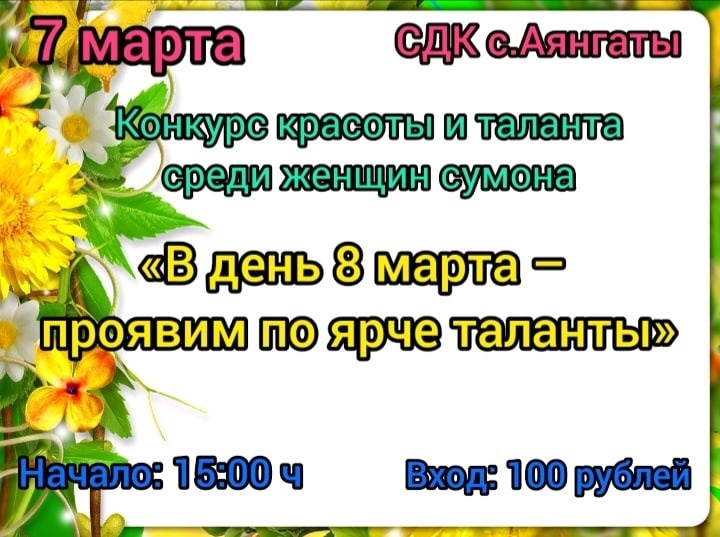 7 марта СДК с.Аянгаты
Конкурс красоты и таланта
среди женщин сумона
«В день 8 марта –
проявим по ярче таланты»
Начало: 15:00 ч Вход: 100 рублей